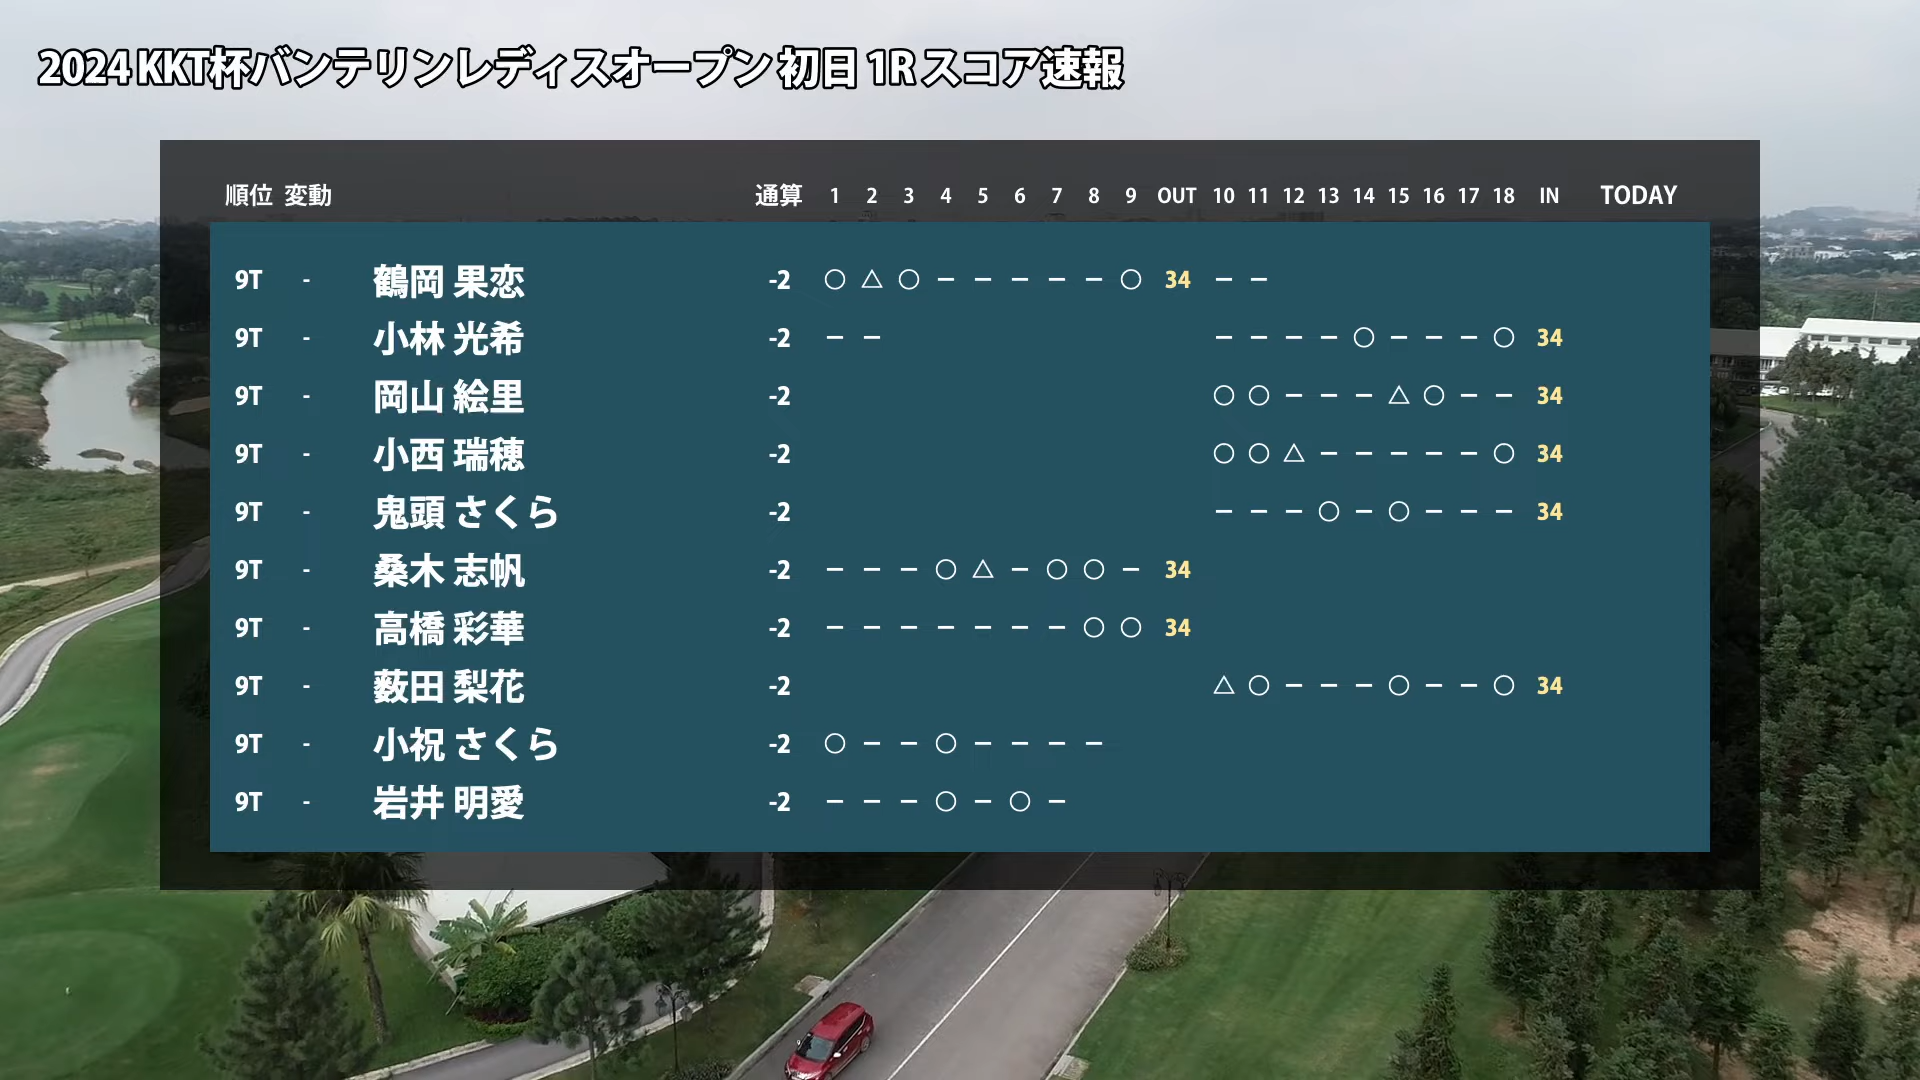 2024 KKT杯バンテリンレディスオープン 初日 1R スコア速報
順位 変動 通算 1 2 3 4 5 6 7 8 9 OUT 10 11 12 13 14 15 16 17 18 IN TODAY
9T - 鶴岡 果恋 -2 ○ △ ○ － － － － － ○ 34 － －
9T - 小林 光希 -2 － － － － － － ○ － － － ○ 34
9T - 岡山 絵里 -2 ○ ○ － － － △ ○ － － 34
9T - 小西 瑞穂 -2 ○ ○ △ － － － － － ○ 34
9T - 鬼頭 さくら -2 － － － ○ － ○ － － － 34
9T - 桑木 志帆 -2 － － － ○ △ － ○ ○ － 34
9T - 高橋 彩華 -2 － － － － － － － ○ ○ 34
9T - 薮田 梨花 -2 △ ○ － － － ○ － － ○ 34
9T - 小祝 さくら -2 ○ － － ○ － － － －
9T - 岩井 明愛 -2 － － － ○ － ○ －